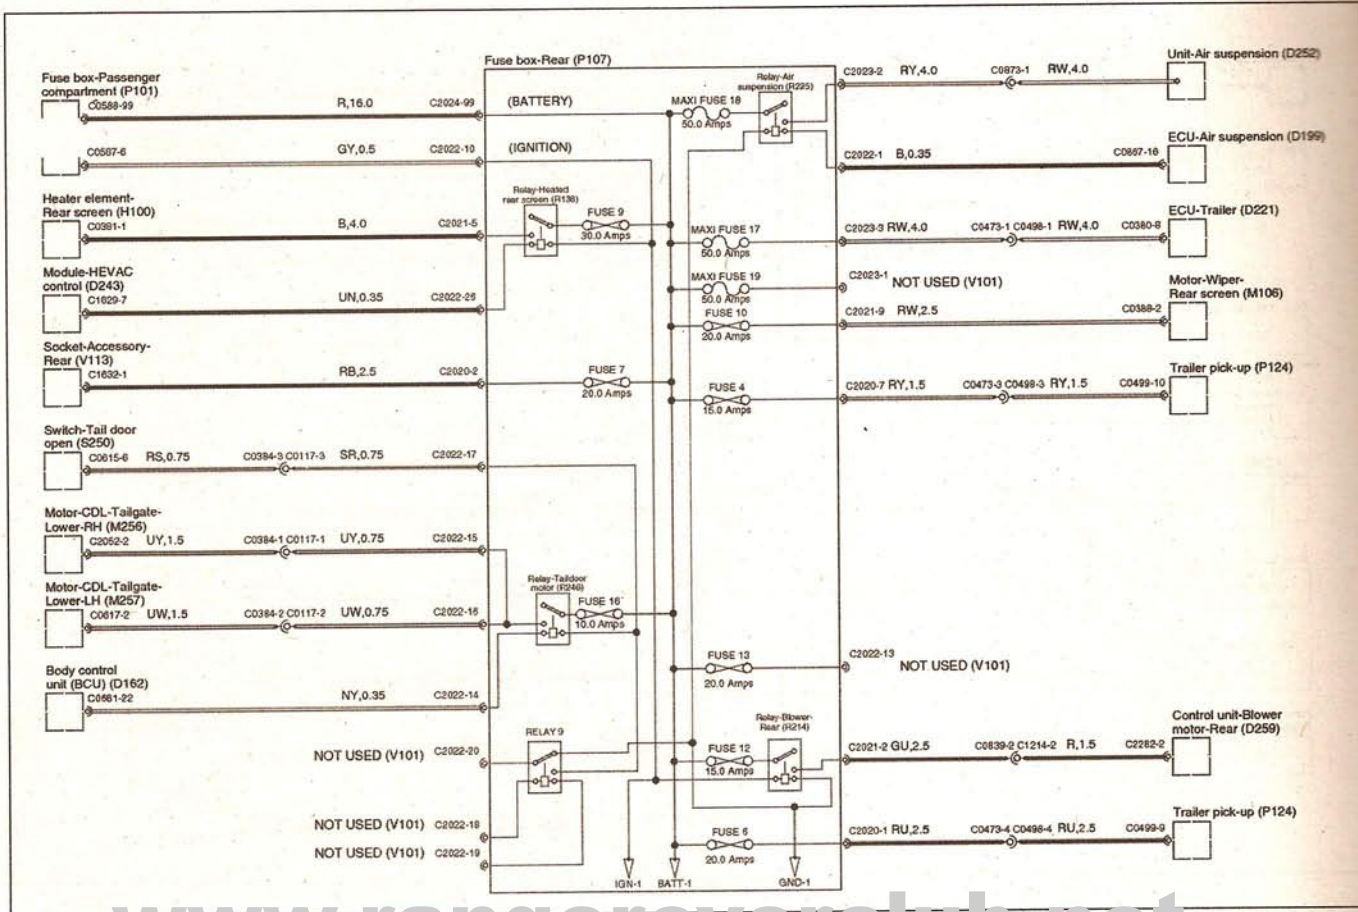 Fuse box-Rear (P107)
Fuse box-Passenger
compartment (P101)
C0588-99
R,16.0
C2024-99
(BATTERY)
C0587-6
GY,0.5
C2022-10
(IGNITION)
Heater element-
Rear screen (H100)
C0381-1
B,4.0
C2021-5
Relay-Heated
rear screen (R138)
FUSE 9
30.0 Amps
Module-HEVAC
control (D243)
C1629-7
UN,0.35
C2022-25
Socket-Accessory-
Rear (V113)
C1632-1
RB,2.5
C2020-2
FUSE 7
20.0 Amps
Switch-Tail door
open (S250)
C0615-6
RS,0.75
C0384-3 C0117-3
SR,0.75
C2022-17
Motor-CDL-Tailgate-
Lower-RH (M256)
C2052-2
UY,1.5
C0384-1 C0117-1
UY,0.75
C2022-15
Motor-CDL-Tailgate-
Lower-LH (M257)
C0617-2
UW,1.5
C0384-2 C0117-2
UW,0.75
C2022-16
Relay-Taildoor
motor (R246)
FUSE 16
10.0 Amps
Body control
unit (BCU) (D162)
C0661-22
NY,0.35
C2022-14
RELAY 9
NOT USED (V101) C2022-20
NOT USED (V101) C2022-18
NOT USED (V101) C2022-19
Relay-Air
suspension (R225)
MAXI FUSE 18
50.0 Amps
C2023-2
RY,4.0
C0873-1
RW,4.0
Unit-Air suspension (D252)
C2022-1
B,0.35
C0867-16
ECU-Air suspension (D199)
MAXI FUSE 17
50.0 Amps
C2023-3 RW,4.0
C0473-1 C0498-1
RW,4.0
C0380-8
ECU-Trailer (D221)
MAXI FUSE 19
50.0 Amps
C2023-1
NOT USED (V101)
FUSE 10
20.0 Amps
C2021-9
RW,2.5
C0388-2
Motor-Wiper-
Rear screen (M106)
FUSE 4
15.0 Amps
C2020-7 RY,1.5
C0473-3 C0498-3
RY,1.5
C0499-10
Trailer pick-up (P124)
FUSE 13
20.0 Amps
C2022-13
NOT USED (V101)
Relay-Blower-
Rear (R214)
FUSE 12
15.0 Amps
C2021-2 GU,2.5
C0839-2 C1214-2
R,1.5
C2282-2
Control unit-Blower
motor-Rear (D259)
FUSE 6
20.0 Amps
C2020-1 RU,2.5
C0473-4 C0498-4
RU,2.5
C0499-9
Trailer pick-up (P124)
IGN-1
BATT-1
GND-1
www.rangeroverclub.net